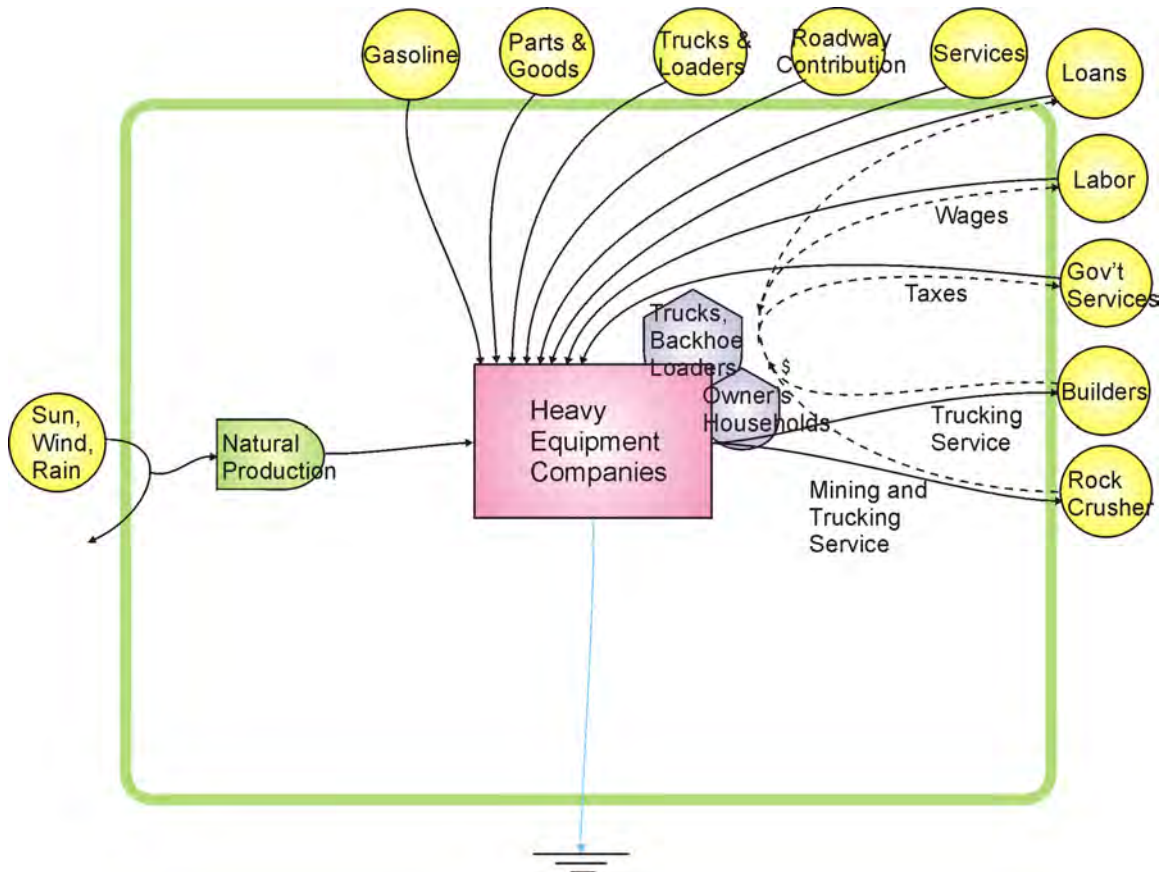 Gasoline
Parts &
Goods
Trucks &
Loaders
Roadway
Contribution
Services
Loans
Labor
Wages
Gov't
Services
Taxes
Trucks,
Backhoe
Loaders
$
Owner's
Households
Builders
Trucking
Service
Heavy
Equipment
Companies
Sun,
Wind,
Rain
Natural
Production
Rock
Crusher
Mining and
Trucking
Service